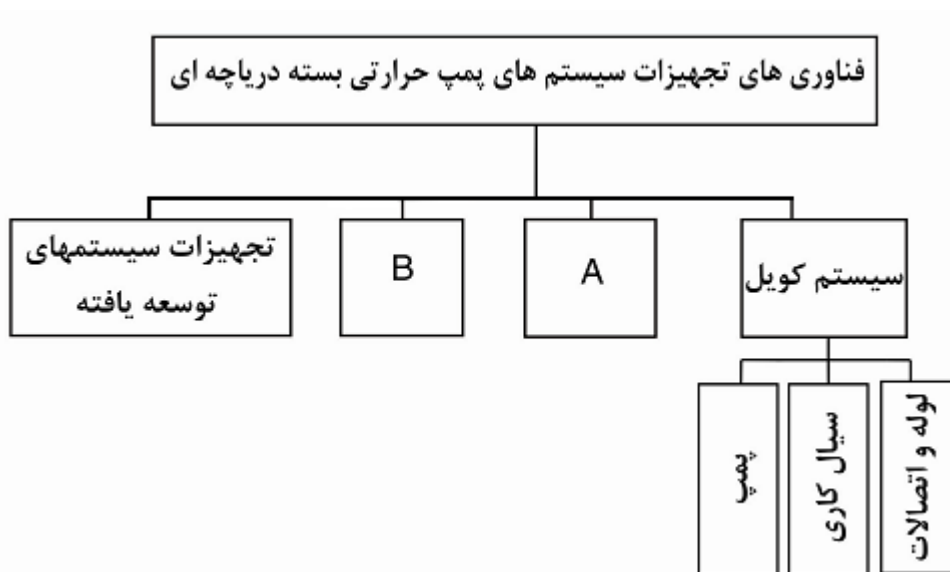 فناوری های تجهیزات سیستم های پمپ حرارتی بسته دریاچه ای
سیستم کویل
A
B
تجهیزات سیستمهای
توسعه یافته
لوله و اتصالات
سیال کاری
پمپ